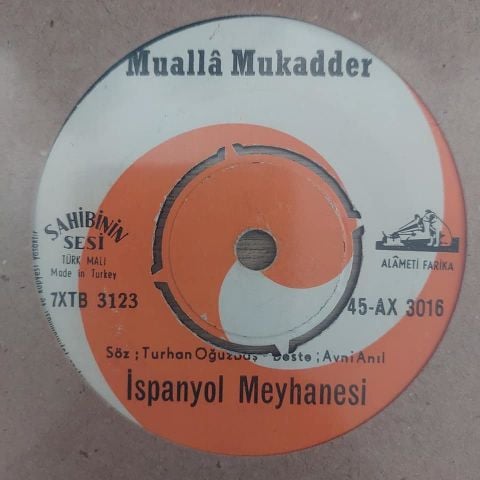 Muallâ Mukadder
SAHİBİNİN
SESİ
TÜRK MALI
Made in Turkey
7XTB 3123
ALÂMETİ FARİKA
45-AX 3016
Söz ; Turhan Oğuzbaş - Beste ; Avni Anıl
İspanyol Meyhanesi